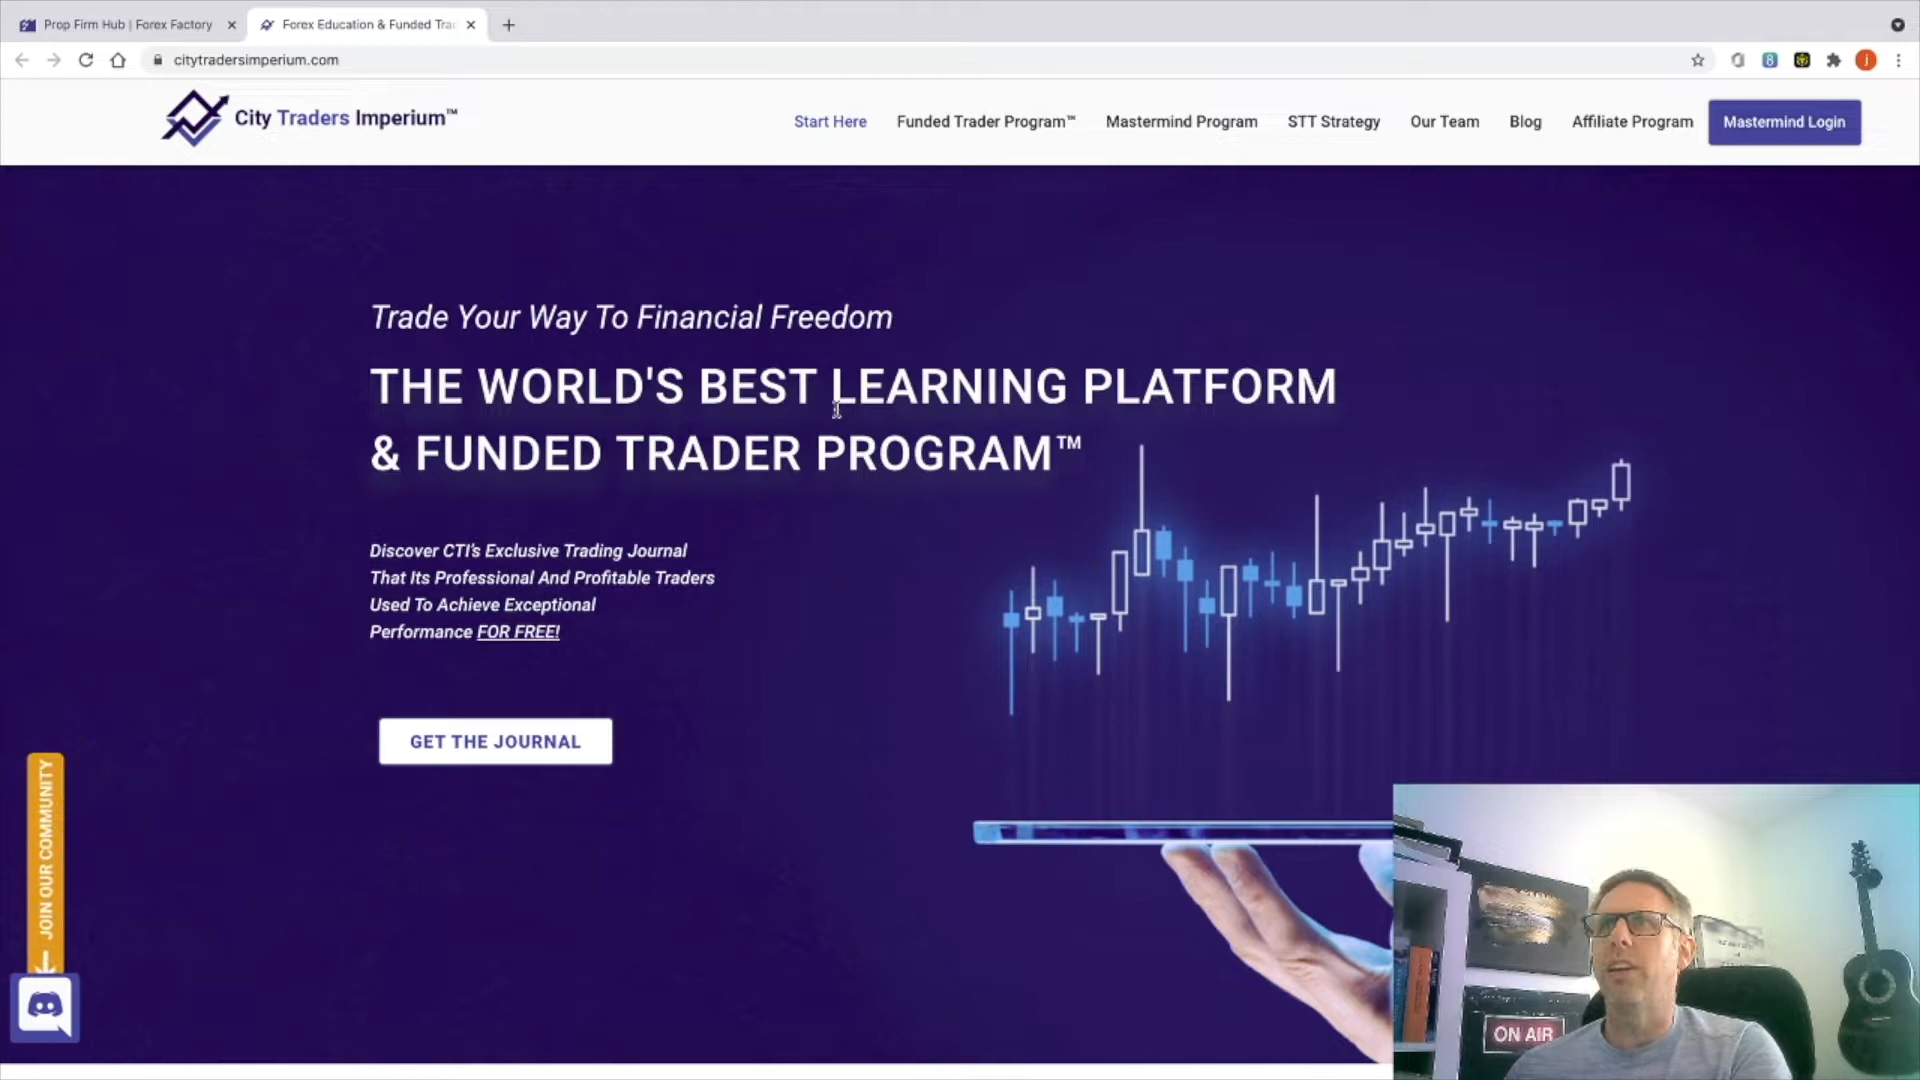 Prop Firm Hub | Forex Factory
Forex Education & Funded Tra
citytradersimperium.com
8
j
City Traders Imperium™
Start Here
Funded Trader Program™
Mastermind Program
STT Strategy
Our Team
Blog
Affiliate Program
Mastermind Login
Trade Your Way To Financial Freedom
THE WORLD'S BEST LEARNING PLATFORM
& FUNDED TRADER PROGRAM™
Discover CTI's Exclusive Trading Journal
That Its Professional And Profitable Traders
Used To Achieve Exceptional
Performance FOR FREE!
GET THE JOURNAL
JOIN OUR COMMUNITY
ON AIR